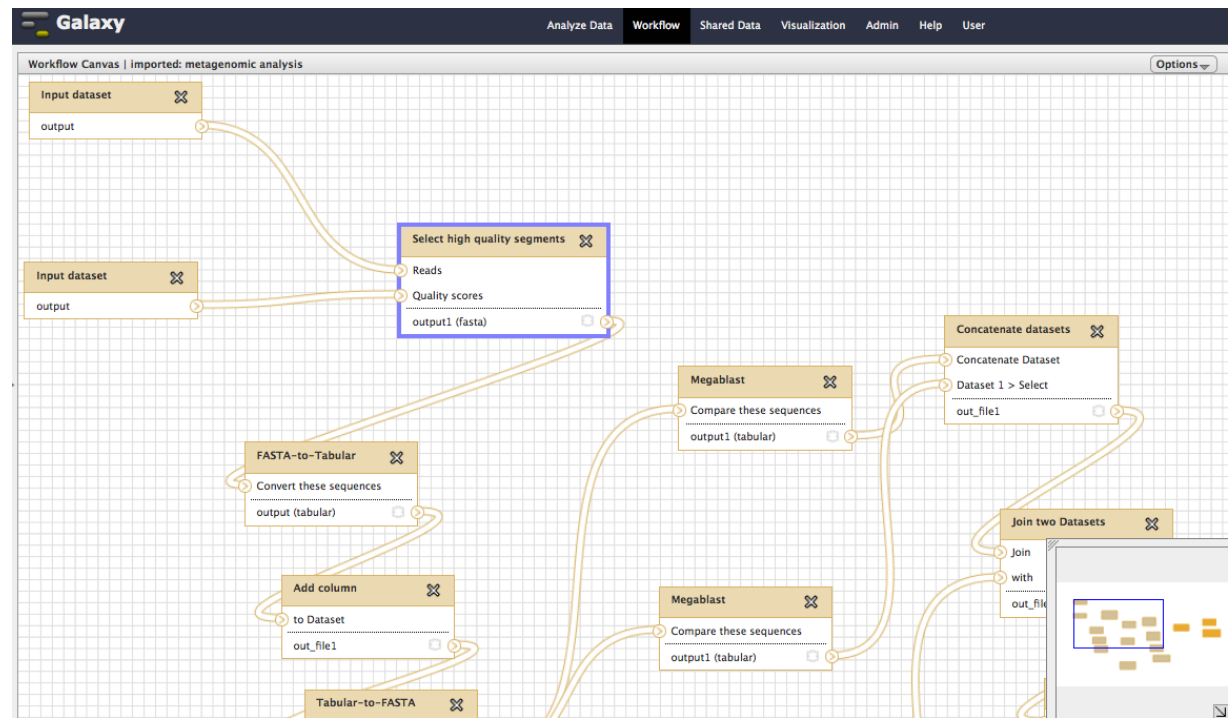 Galaxy
Analyze Data Workflow Shared Data Visualization Admin Help User
Workflow Canvas | imported: metagenomic analysis
Options
Input dataset
output
Select high quality segments
Reads
Quality scores
output1 (fasta)
Input dataset
output
Concatenate datasets
Concatenate Dataset
Dataset 1 > Select
out_file1
Megablast
Compare these sequences
output1 (tabular)
FASTA-to-Tabular
Convert these sequences
output (tabular)
Join two Datasets
Join
with
Add column
to Dataset
out_file1
Megablast
Compare these sequences
output1 (tabular)
Tabular-to-FASTA